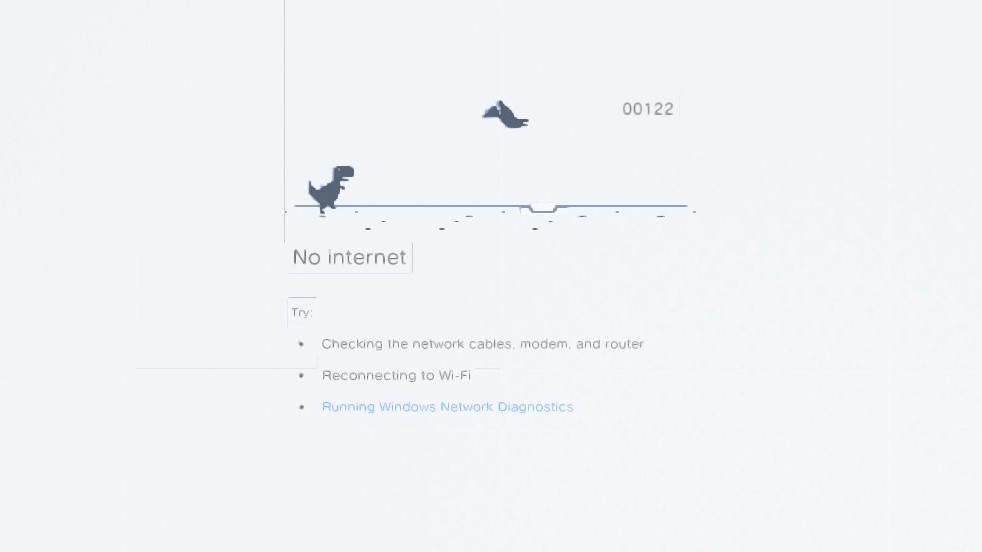 00122
No internet
Try:
Checking the network cables, modem, and router
Reconnecting to Wi-Fi
Running Windows Network Diagnostics